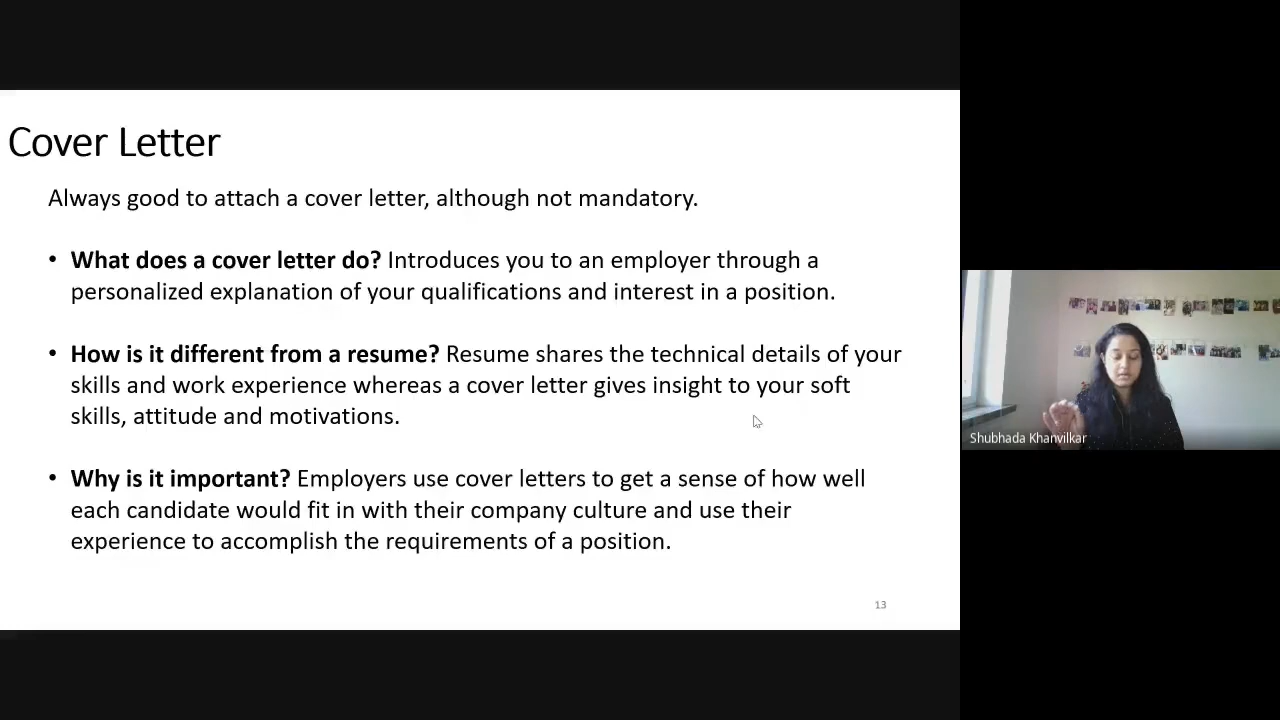 Cover Letter
Always good to attach a cover letter, although not mandatory.
• What does a cover letter do? Introduces you to an employer through a
personalized explanation of your qualifications and interest in a position.
• How is it different from a resume? Resume shares the technical details of your
skills and work experience whereas a cover letter gives insight to your soft
skills, attitude and motivations.
• Why is it important? Employers use cover letters to get a sense of how well
each candidate would fit in with their company culture and use their
experience to accomplish the requirements of a position.
13
Shubhada Khanvilkar